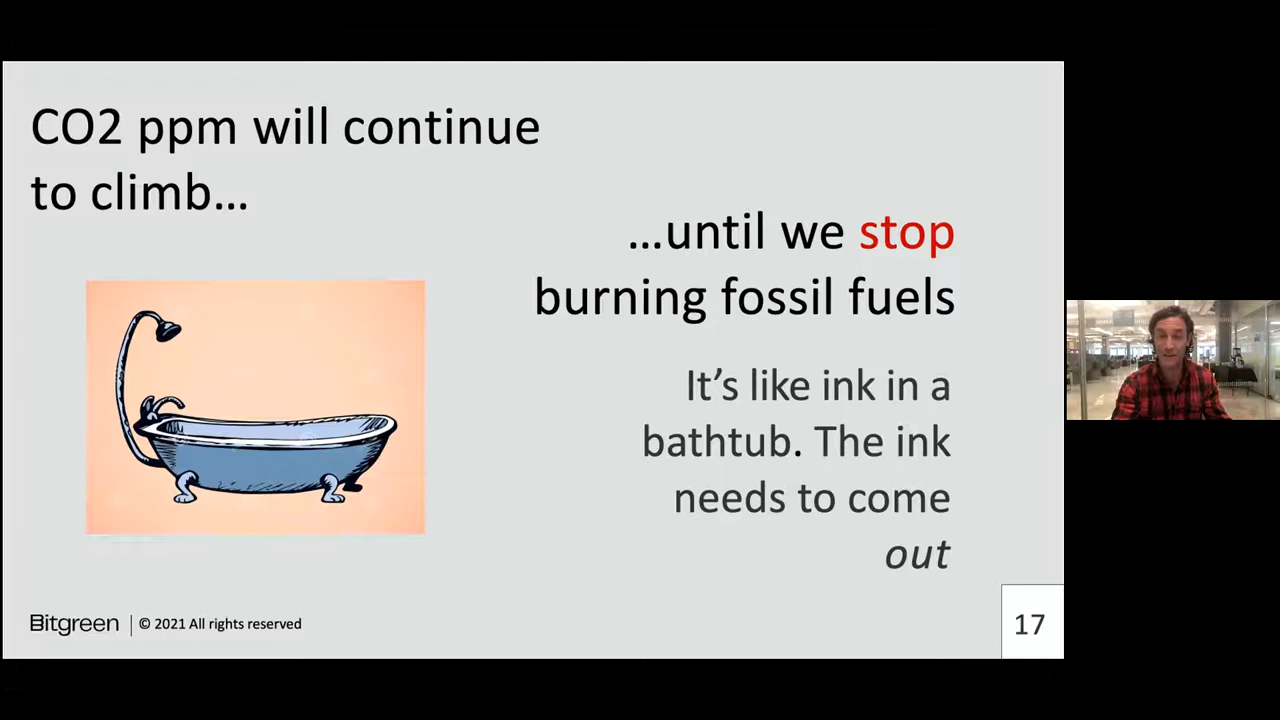 CO2 ppm will continue
to climb…
…until we stop
burning fossil fuels
It’s like ink in a
bathtub. The ink
needs to come
out
Bitgreen | © 2021 All rights reserved
17